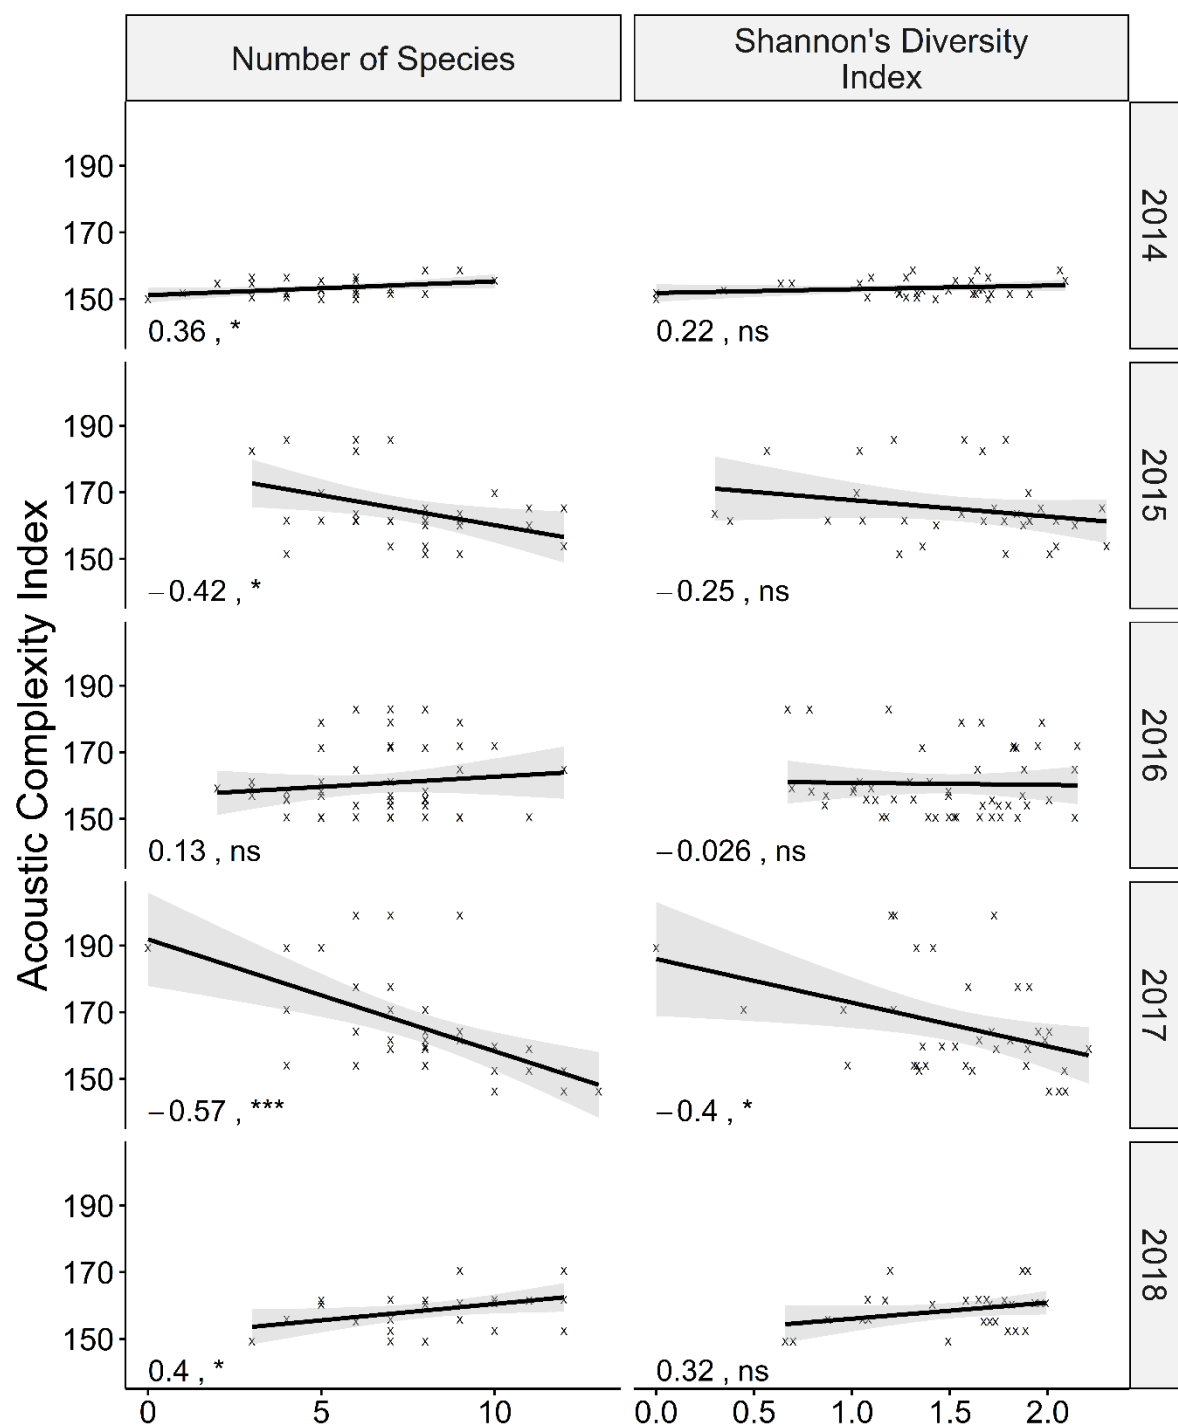 Number of Species
Shannon's Diversity
Index
Acoustic Complexity Index
190
170
150
0.36 , *
0.22 , ns
2014
190
170
150
−0.42 , *
−0.25 , ns
2015
190
170
150
0.13 , ns
−0.026 , ns
2016
190
170
150
−0.57 , ***
−0.4 , *
2017
190
170
150
0.4 , *
0.32 , ns
2018
0 5 10
0.0 0.5 1.0 1.5 2.0